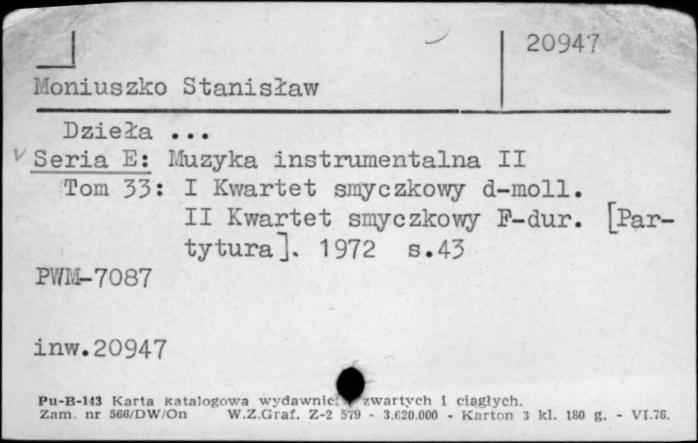 20947
Moniuszko Stanisław
Dzieła ...
Seria E: Muzyka instrumentalna II
Tom 33: I Kwartet smyczkowy d-moll.
II Kwartet smyczkowy F-dur. [Par-
tytura]. 1972 s.43
PWM-7087
inw.20947
Pu-B-143 Karta katalogowa wydawnict zwartych i ciągłych.
Zam. nr 566/DW/On W.Z.Graf. Z-2 579 - 3.620.000 - Karton 3 kl. 180 g. - VI.76.